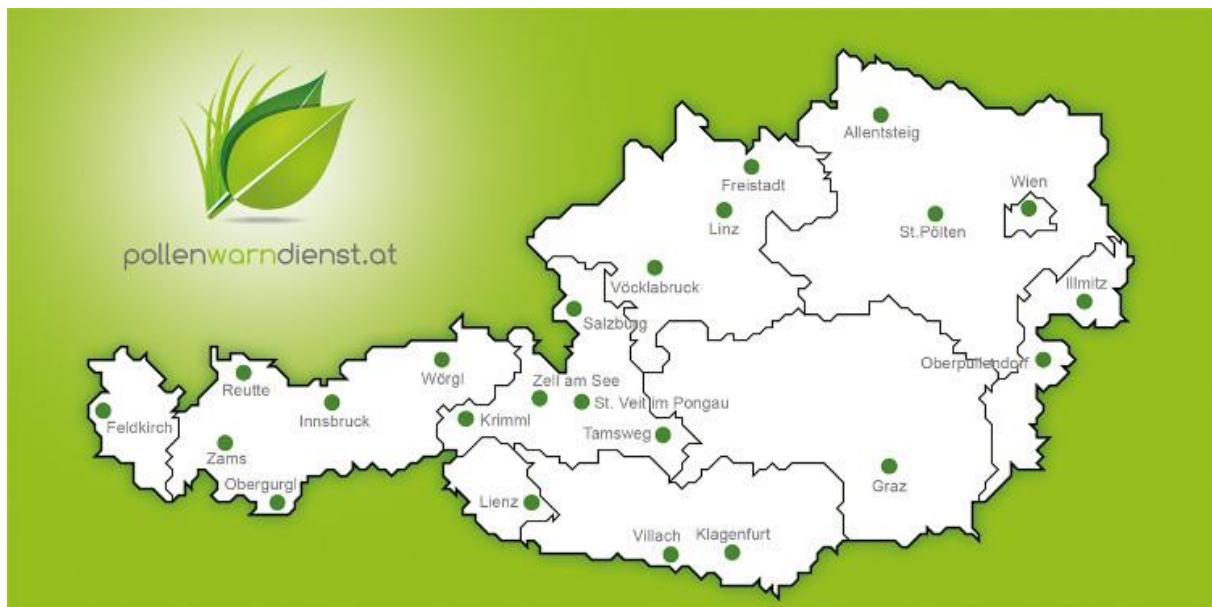 pollenwarndienst.at
Allentsteig
Freistadt
Wien
Linz
St.Pölten
Vöcklabruck
Illmitz
Salzburg
Oberpullendorf
Wörgl
Reutte
Zell am See
St. Veit im Pongau
Innsbruck
Krimml
Feldkirch
Tamsweg
Zams
Obergurgl
Graz
Lienz
Villach
Klagenfurt